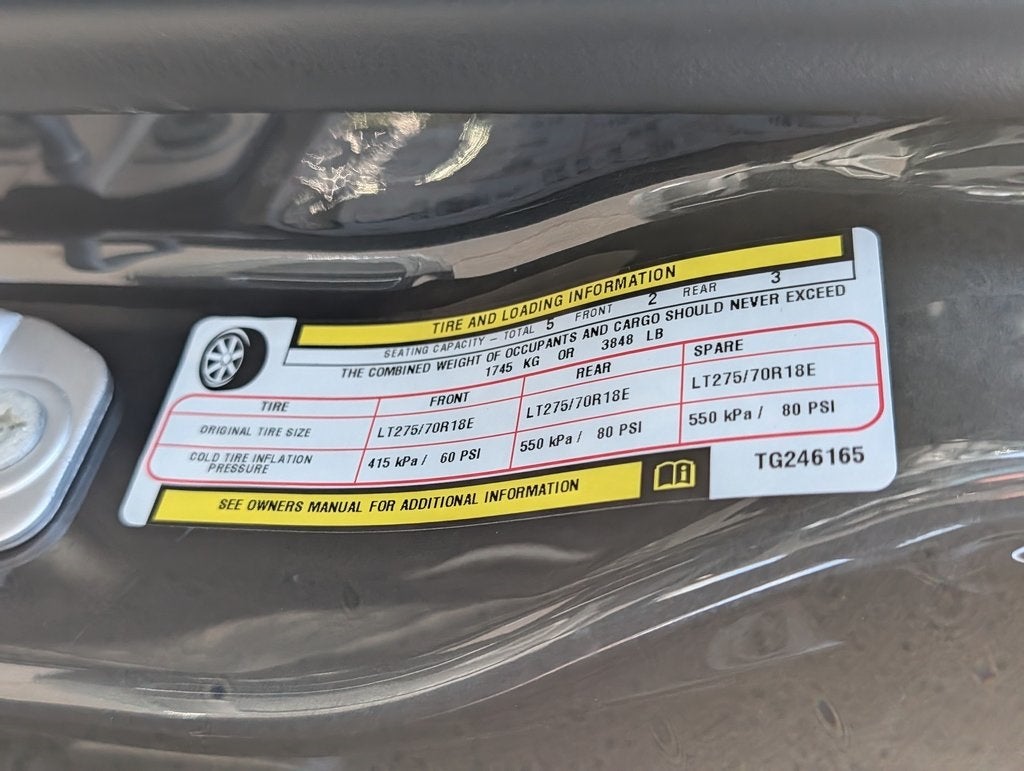 TIRE AND LOADING INFORMATION
SEATING CAPACITY – TOTAL 5 FRONT 2 REAR 3
THE COMBINED WEIGHT OF OCCUPANTS AND CARGO SHOULD NEVER EXCEED
1745 KG OR 3848 LB
TIRE FRONT REAR SPARE
ORIGINAL TIRE SIZE LT275/70R18E LT275/70R18E LT275/70R18E
COLD TIRE INFLATION
PRESSURE 415 kPa / 60 PSI 550 kPa / 80 PSI 550 kPa / 80 PSI
SEE OWNERS MANUAL FOR ADDITIONAL INFORMATION
TG246165